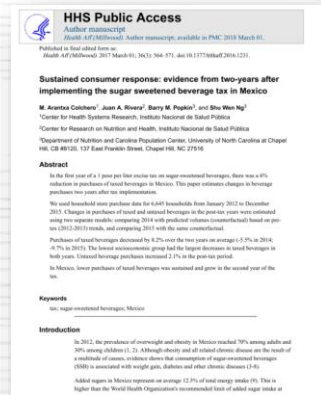 HHS Public Access
Author manuscript
Health Aff (Millwood). Author manuscript; available in PMC 2018 March 01.
Published in final edited form as:
Health Aff (Millwood). 2017 March 01; 36(3): 564–571. doi:10.1377/hlthaff.2016.1231.
Sustained consumer response: evidence from two-years after
implementing the sugar sweetened beverage tax in Mexico
M. Arantxa Colchero1, Juan A. Rivera2, Barry M. Popkin3, and Shu Wen Ng3
1Center for Health Systems Research, Instituto Nacional de Salud Pública
2Center for Research on Nutrition and Health, Instituto Nacional de Salud Pública
3Department of Nutrition and Carolina Population Center, University of North Carolina at Chapel
Hill, CB #8120, 137 East Franklin Street, Chapel Hill, NC 27516
Abstract
In the first year of a 1 peso per litre excise tax on sugar-sweetened beverages, there was a 6%
reduction in purchases of taxed beverages in Mexico. This paper estimates changes in beverage
purchases two years after tax implementation.
We used household store purchase data for 6,645 households from January 2012 to December
2015. Changes in purchases of taxed and untaxed beverages in the post-tax years were estimated
using two separate models: comparing 2014 with predicted volumes (counterfactual) based on pre-
tax (2012-2013) trends, and comparing 2015 with the same counterfactual.
Purchases of taxed beverages decreased by 8.2% over the two years on average (-5.5% in 2014;
-9.7% in 2015). The lowest socioeconomic group had the largest decreases in taxed beverages in
both years. Untaxed beverage purchases increased 2.1% in the post-tax period.
In Mexico, lower purchases of taxed beverages was sustained and grew in the second year of the
tax.
Keywords
tax; sugar-sweetened beverages; Mexico
Introduction
In 2012, the prevalence of overweight and obesity in Mexico reached 70% among adults and
30% among children (1, 2). Although obesity and all related chronic disease are the result of
a multitude of causes, evidence shows that consumption of sugar-sweetened beverages
(SSB) is associated with weight gain, diabetes and other chronic diseases (3-8).
Added sugars in Mexico represent on average 12.5% of total energy intake (9). This is
higher than the World Health Organization's recommended limit of added sugar intake at